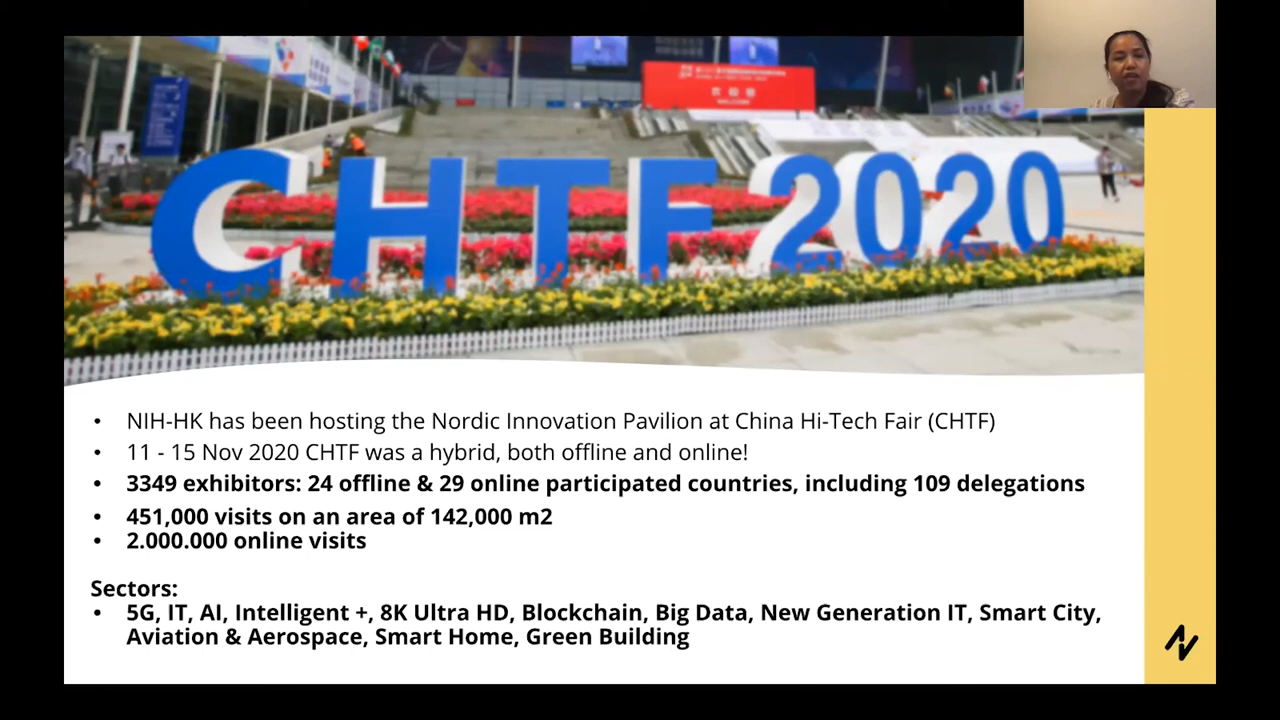 CHTF 2020
WELCOME
• NIH-HK has been hosting the Nordic Innovation Pavilion at China Hi-Tech Fair (CHTF)
• 11 - 15 Nov 2020 CHTF was a hybrid, both offline and online!
• 3349 exhibitors: 24 offline & 29 online participated countries, including 109 delegations
• 451,000 visits on an area of 142,000 m2
• 2.000.000 online visits
Sectors:
• 5G, IT, AI, Intelligent +, 8K Ultra HD, Blockchain, Big Data, New Generation IT, Smart City,
Aviation & Aerospace, Smart Home, Green Building